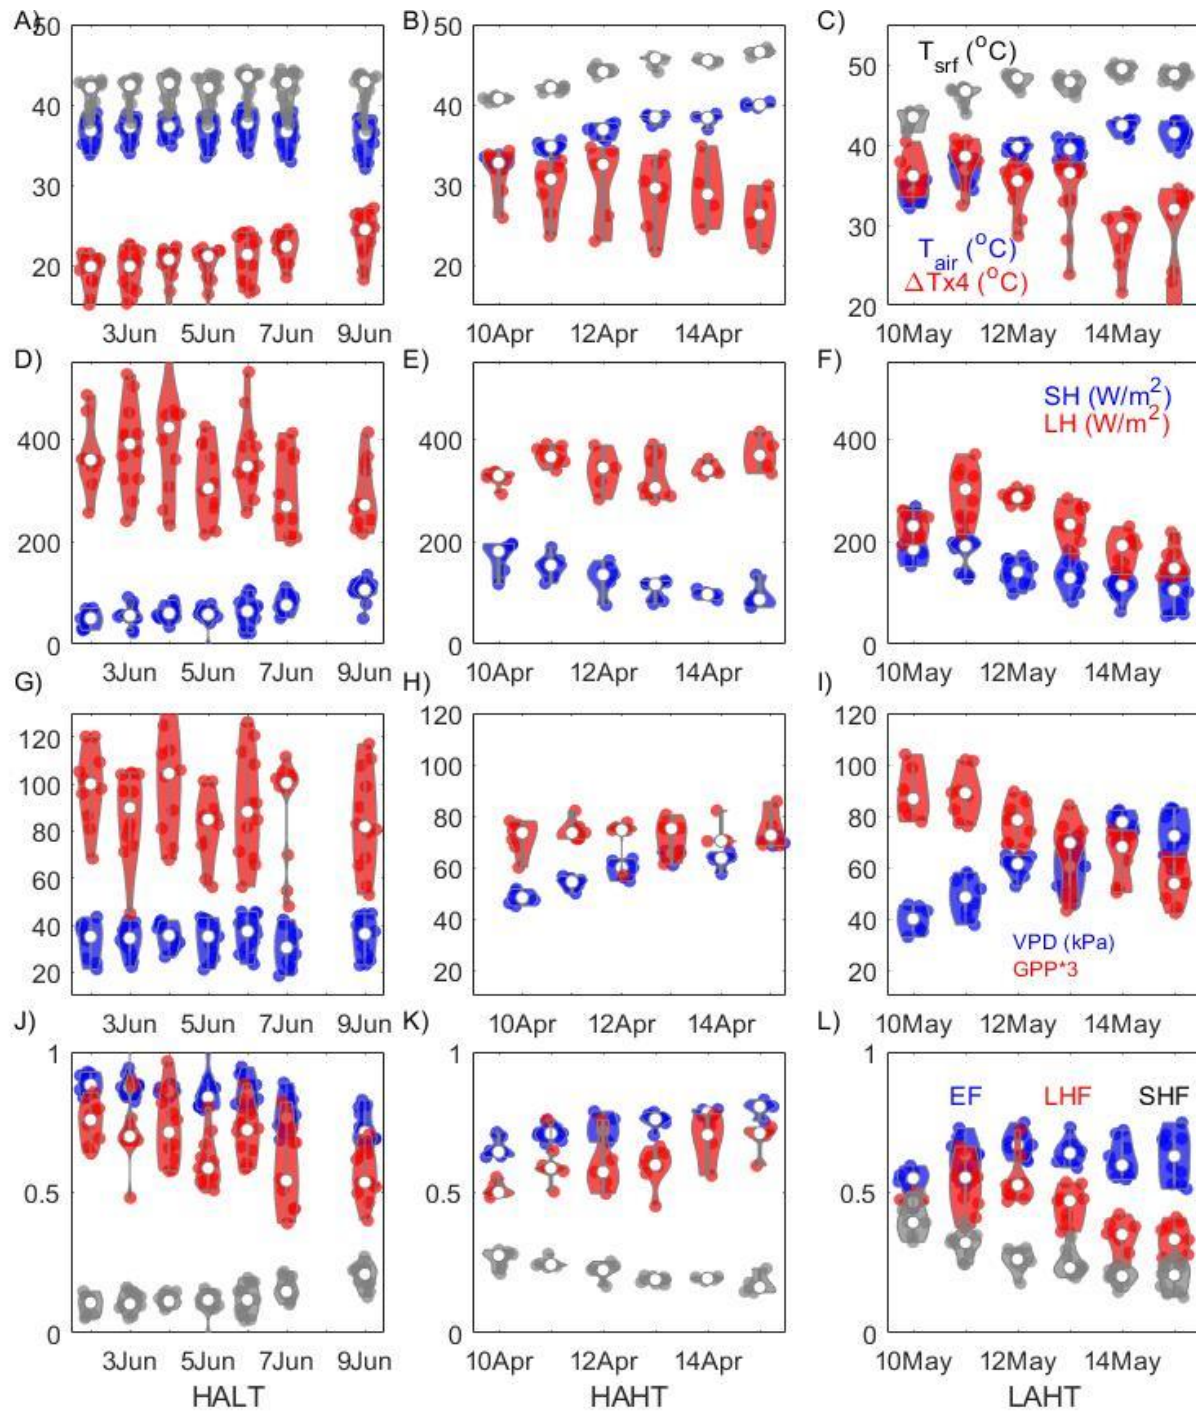 A)
B)
C)
50
40
30
20
3Jun
5Jun
7Jun
9Jun
50
40
30
20
10Apr
12Apr
14Apr
T_srf (°C)
T_air (°C)
ΔTx4 (°C)
50
40
30
20
10May
12May
14May
D)
E)
F)
400
200
0
3Jun
5Jun
7Jun
9Jun
400
200
0
10Apr
12Apr
14Apr
SH (W/m²)
LH (W/m²)
400
200
0
10May
12May
14May
G)
H)
I)
120
100
80
60
40
20
3Jun
5Jun
7Jun
9Jun
120
100
80
60
40
20
10Apr
12Apr
14Apr
120
100
80
60
40
20
VPD (kPa)
GPP*3
10May
12May
14May
J)
K)
L)
1
0.5
0
3Jun
5Jun
7Jun
9Jun
HALT
1
0.5
0
10Apr
12Apr
14Apr
HAHT
EF LHF SHF
1
0.5
0
10May
12May
14May
LAHT